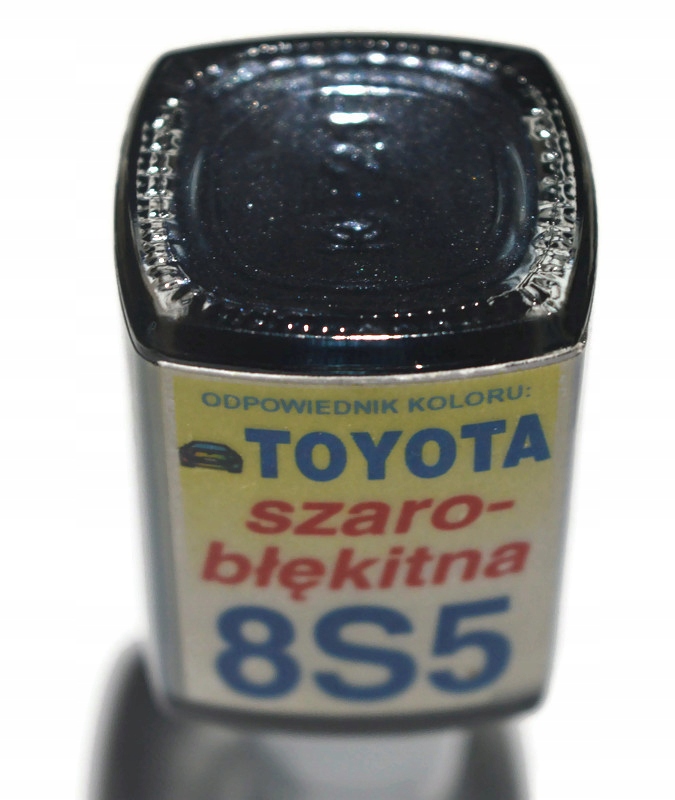 ODPOWIEDNIK KOLORU:
TOYOTA
szaro-
błękitna
8S5